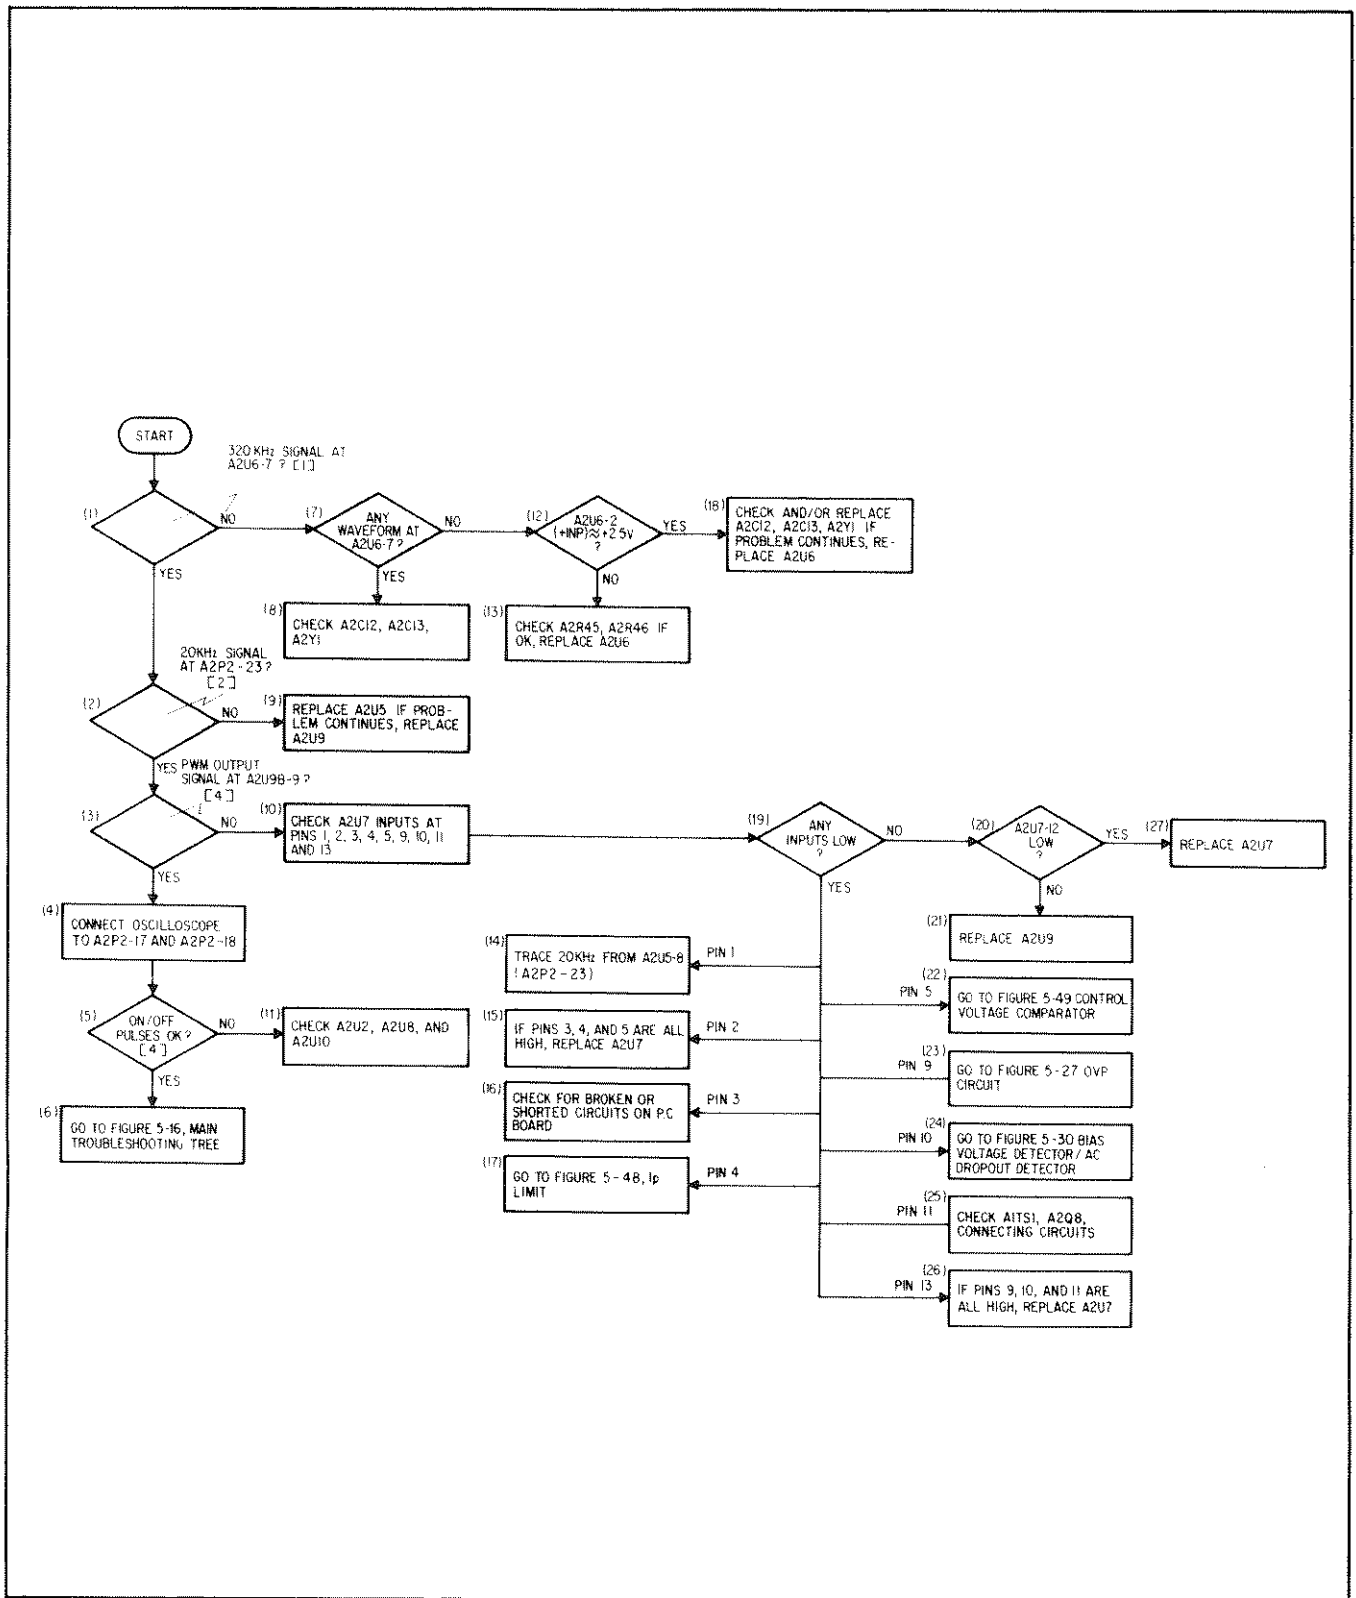 START
320 KHz SIGNAL AT
A2U6-7 ? [1]
(1)
NO
YES
(7)
ANY
WAVEFORM AT
A2U6-7 ?
NO
YES
(12)
A2U6-2
(+INP)≈+2.5V
?
YES
NO
(18)
CHECK AND/OR REPLACE
A2C12, A2C13, A2Y1 IF
PROBLEM CONTINUES, RE-
PLACE A2U6
(8)
CHECK A2C12, A2C13,
A2Y1
(13)
CHECK A2R45, A2R46 IF
OK, REPLACE A2U6
20KHz SIGNAL
AT A2P2-23?
[2]
(2)
NO
YES
(9)
REPLACE A2U5 IF PROB-
LEM CONTINUES, REPLACE
A2U9
PWM OUTPUT
SIGNAL AT A2U9B-9 ?
[4]
(3)
NO
YES
(10)
CHECK A2U7 INPUTS AT
PINS 1, 2, 3, 4, 5, 9, 10, 11
AND 13
(19)
ANY
INPUTS LOW
?
NO
YES
(20)
A2U7-12
LOW
?
YES
NO
(27)
REPLACE A2U7
(4)
CONNECT OSCILLOSCOPE
TO A2P2-17 AND A2P2-18
(21)
REPLACE A2U9
(14)
TRACE 20KHz FROM A2U5-8
(A2P2-23)
PIN 1
(22)
PIN 5
GO TO FIGURE 5-49 CONTROL
VOLTAGE COMPARATOR
(5)
ON/OFF
PULSES OK?
[4]
NO
YES
(11)
CHECK A2U2, A2U8, AND
A2U10
(15)
IF PINS 3, 4, AND 5 ARE ALL
HIGH, REPLACE A2U7
PIN 2
(23)
PIN 9
GO TO FIGURE 5-27 OVP
CIRCUIT
(16)
CHECK FOR BROKEN OR
SHORTED CIRCUITS ON P.C
BOARD
PIN 3
(6)
GO TO FIGURE 5-16, MAIN
TROUBLESHOOTING TREE
(24)
PIN 10
GO TO FIGURE 5-30 BIAS
VOLTAGE DETECTOR / AC
DROPOUT DETECTOR
(17)
GO TO FIGURE 5-48, Ip
LIMIT
PIN 4
(25)
PIN 11
CHECK A1TS1, A2Q8,
CONNECTING CIRCUITS
(26)
PIN 13
IF PINS 9, 10, AND 11 ARE
ALL HIGH, REPLACE A2U7